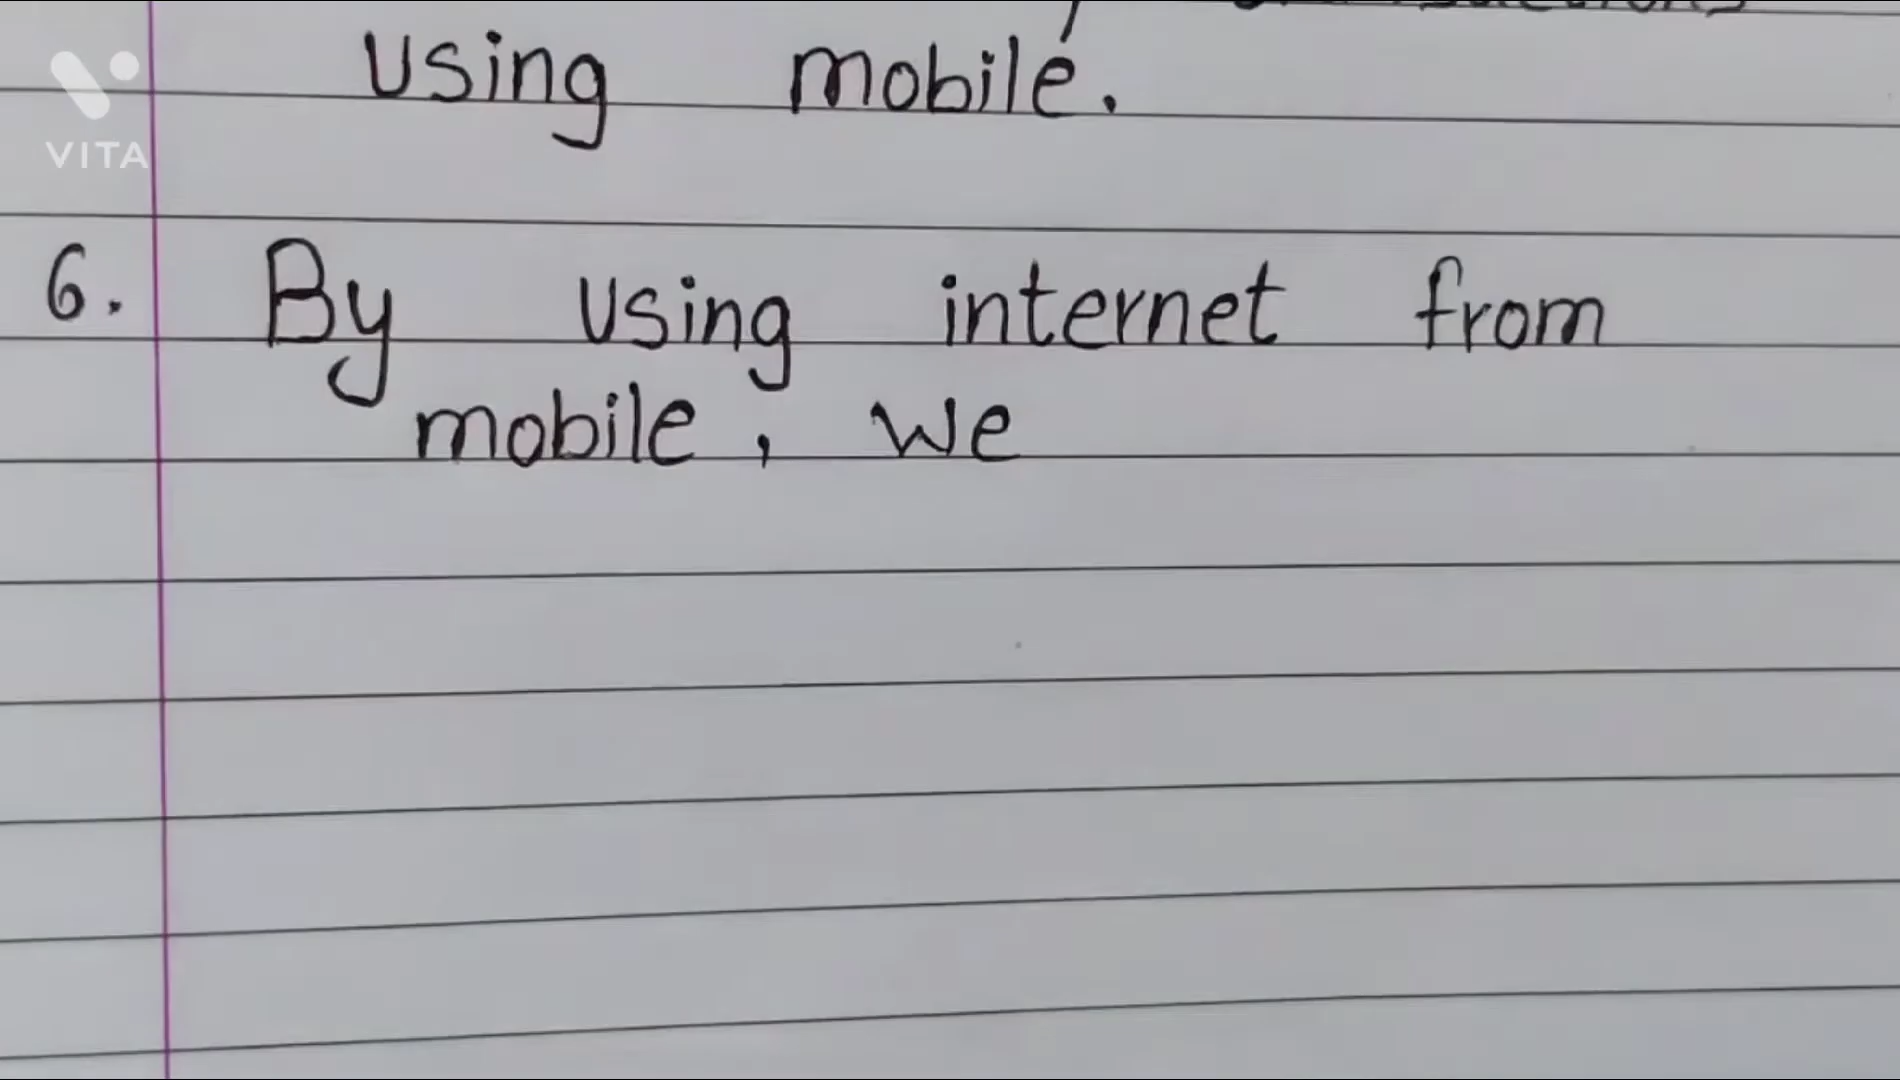 using mobile.
VITA
6. By using internet from
mobile, we